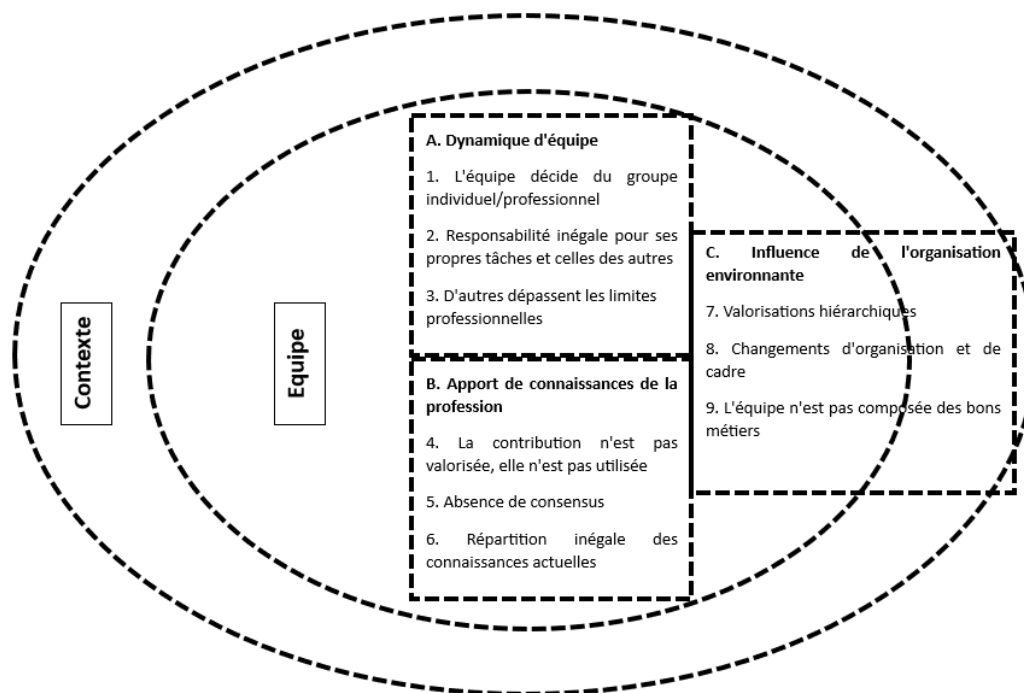 Contexte
Equipe
A. Dynamique d'équipe
1. L'équipe décide du groupe
individuel/professionnel
2. Responsabilité inégale pour ses
propres tâches et celles des autres
3. D'autres dépassent les limites
professionnelles
B. Apport de connaissances de la
profession
4. La contribution n'est pas
valorisée, elle n'est pas utilisée
5. Absence de consensus
6. Répartition inégale des
connaissances actuelles
C. Influence de l'organisation
environnante
7. Valorisations hiérarchiques
8. Changements d'organisation et de
cadre
9. L'équipe n'est pas composée des bons
métiers